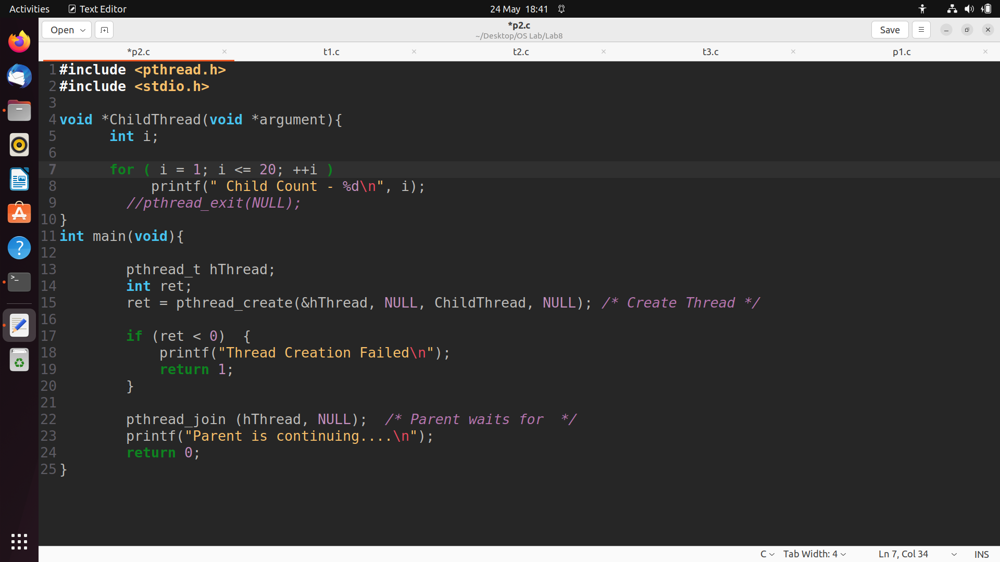 Activities Text Editor 24 May 18:41
Open *p2.c Save
~/Desktop/OS Lab/Lab8
*p2.c t1.c t2.c t3.c p1.c
1 #include <pthread.h>
2 #include <stdio.h>
3
4 void *ChildThread(void *argument){
5 int i;
6
7 for ( i = 1; i <= 20; ++i )
8 printf(" Child Count - %d\n", i);
9 //pthread_exit(NULL);
10 }
11 int main(void){
12
13 pthread_t hThread;
14 int ret;
15 ret = pthread_create(&hThread, NULL, ChildThread, NULL); /* Create Thread */
16
17 if (ret < 0) {
18 printf("Thread Creation Failed\n");
19 return 1;
20 }
21
22 pthread_join (hThread, NULL); /* Parent waits for */
23 printf("Parent is continuing....\n");
24 return 0;
25 }
C Tab Width: 4 Ln 7, Col 34 INS